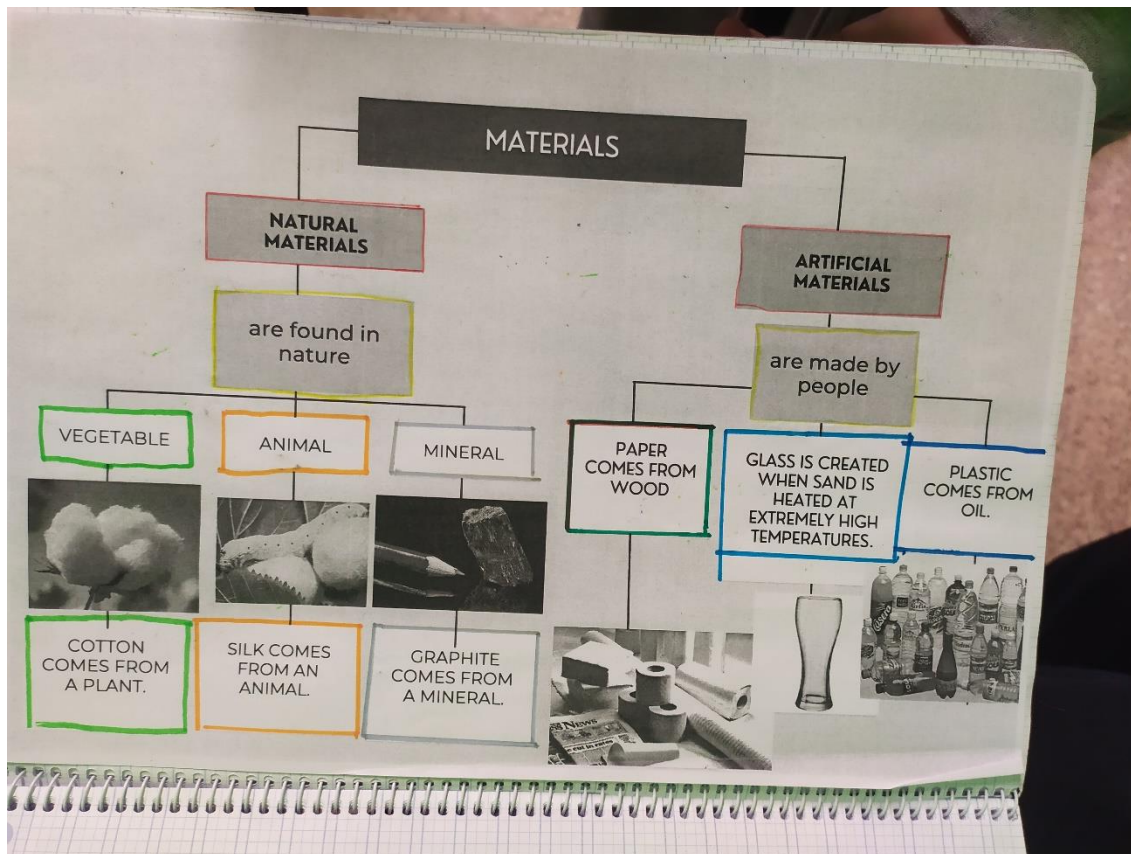 MATERIALS
NATURAL
MATERIALS
are found in
nature
VEGETABLE
ANIMAL
MINERAL
COTTON
COMES FROM
A PLANT.
SILK COMES
FROM AN
ANIMAL.
GRAPHITE
COMES FROM
A MINERAL.
ARTIFICIAL
MATERIALS
are made by
people
PAPER
COMES FROM
WOOD
GLASS IS CREATED
WHEN SAND IS
HEATED AT
EXTREMELY HIGH
TEMPERATURES.
PLASTIC
COMES FROM
OIL.
NEWS